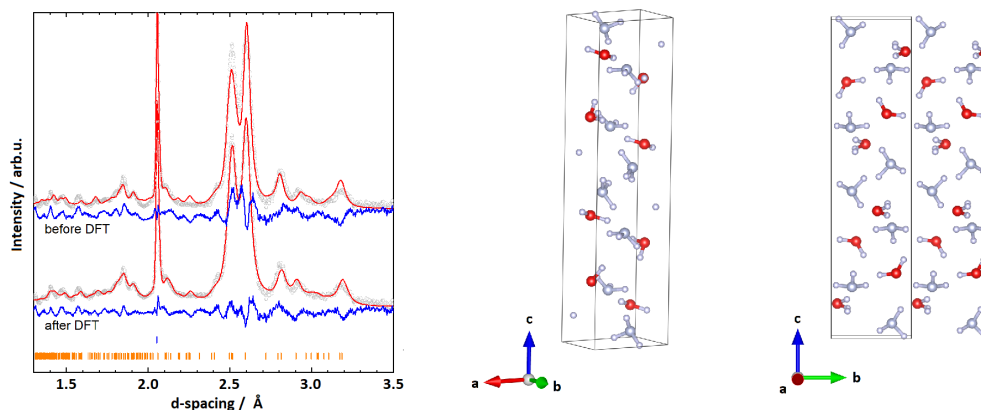 Intensity / arb.u.
before DFT
after DFT
1.5 2.0 2.5 3.0 3.5
d-spacing / Å
c
a b
c
a b